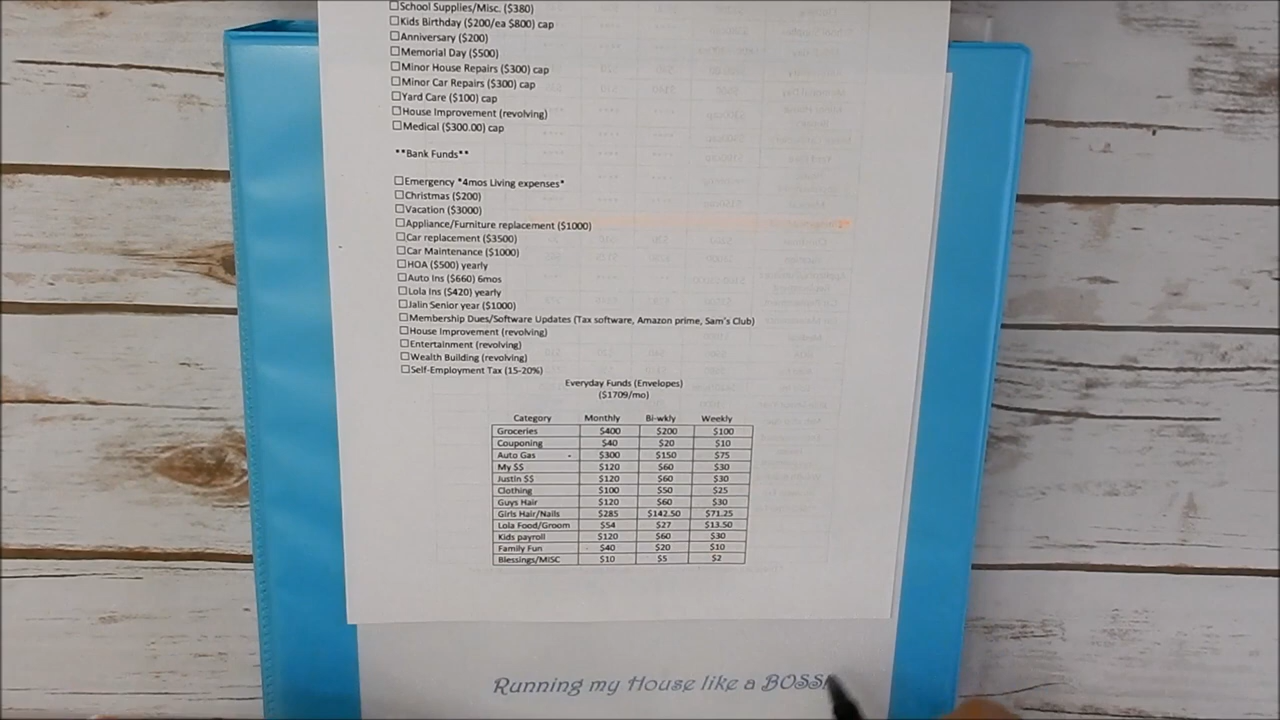 ☐School Supplies/Misc. ($380)
☐Kids Birthday ($200/ea $800) cap
☐Anniversary ($200)
☐Memorial Day ($500)
☐Minor House Repairs ($300) cap
☐Minor Car Repairs ($300) cap
☐Yard Care ($100) cap
☐House Improvement (revolving)
☐Medical ($300.00) cap
**Bank Funds**
☐Emergency *4mos Living expenses*
☐Christmas ($200)
☐Vacation ($3000)
☐Appliance/Furniture replacement ($1000)
☐Car replacement ($3500)
☐Car Maintenance ($1000)
☐HOA ($500) yearly
☐Auto Ins ($660) 6mos
☐Lola Ins ($420) yearly
☐Jalin Senior year ($1000)
☐Membership Dues/Software Updates (Tax software, Amazon prime, Sam's Club)
☐House Improvement (revolving)
☐Entertainment (revolving)
☐Wealth Building (revolving)
☐Self-Employment Tax (15-20%)
Everyday Funds (Envelopes)
($1709/mo)
Category Monthly Bi-wkly Weekly
Groceries $400 $200 $100
Couponing $40 $20 $10
Auto Gas $300 $150 $75
My $$ $120 $60 $30
Justin $$ $120 $60 $30
Clothing $100 $50 $25
Guys Hair $120 $60 $30
Girls Hair/Nails $285 $142.50 $71.25
Lola Food/Groom $54 $27 $13.50
Kids payroll $120 $60 $30
Family Fun $40 $20 $10
Blessings/MISC $10 $5 $2
Running my House like a BOSS